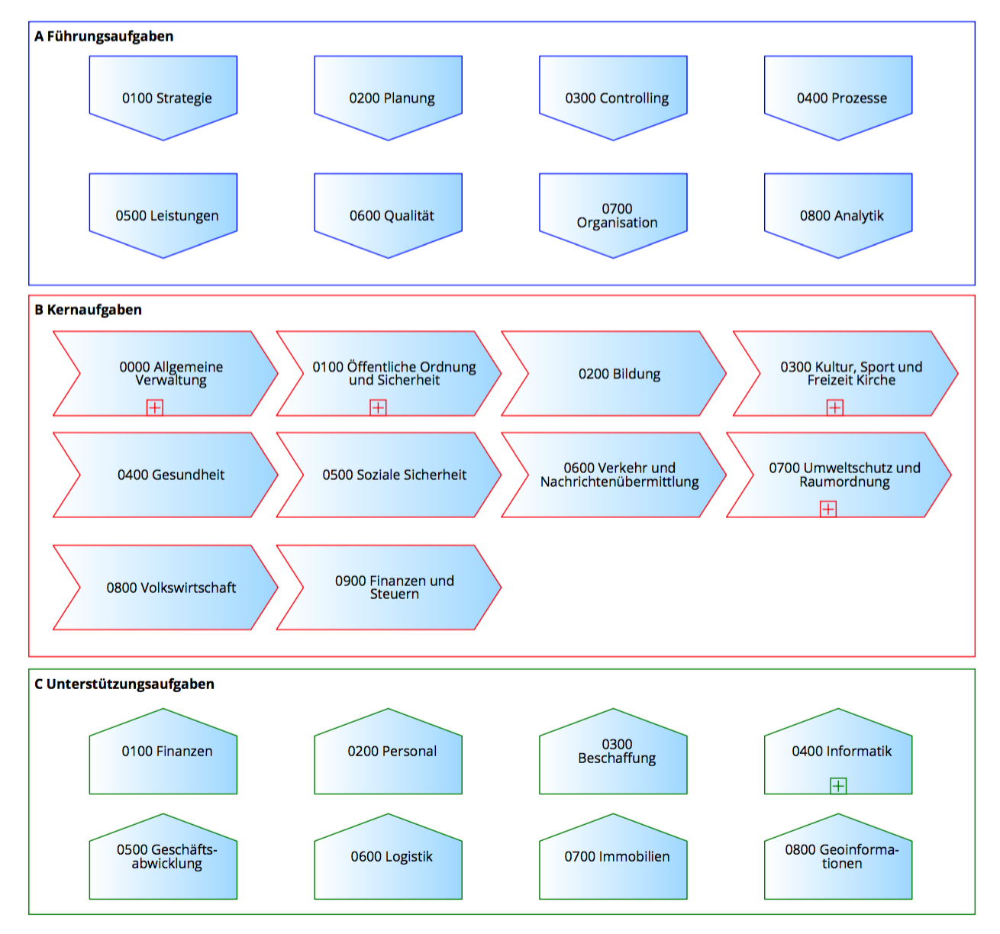 A Führungsaufgaben
0100 Strategie
0200 Planung
0300 Controlling
0400 Prozesse
0500 Leistungen
0600 Qualität
0700
Organisation
0800 Analytik
B Kernaufgaben
0000 Allgemeine
Verwaltung
0100 Öffentliche Ordnung
und Sicherheit
0200 Bildung
0300 Kultur, Sport und
Freizeit Kirche
0400 Gesundheit
0500 Soziale Sicherheit
0600 Verkehr und
Nachrichtenübermittlung
0700 Umweltschutz und
Raumordnung
0800 Volkswirtschaft
0900 Finanzen und
Steuern
C Unterstützungsaufgaben
0100 Finanzen
0200 Personal
0300
Beschaffung
0400 Informatik
0500 Geschäfts-
abwicklung
0600 Logistik
0700 Immobilien
0800 Geoinforma-
tionen